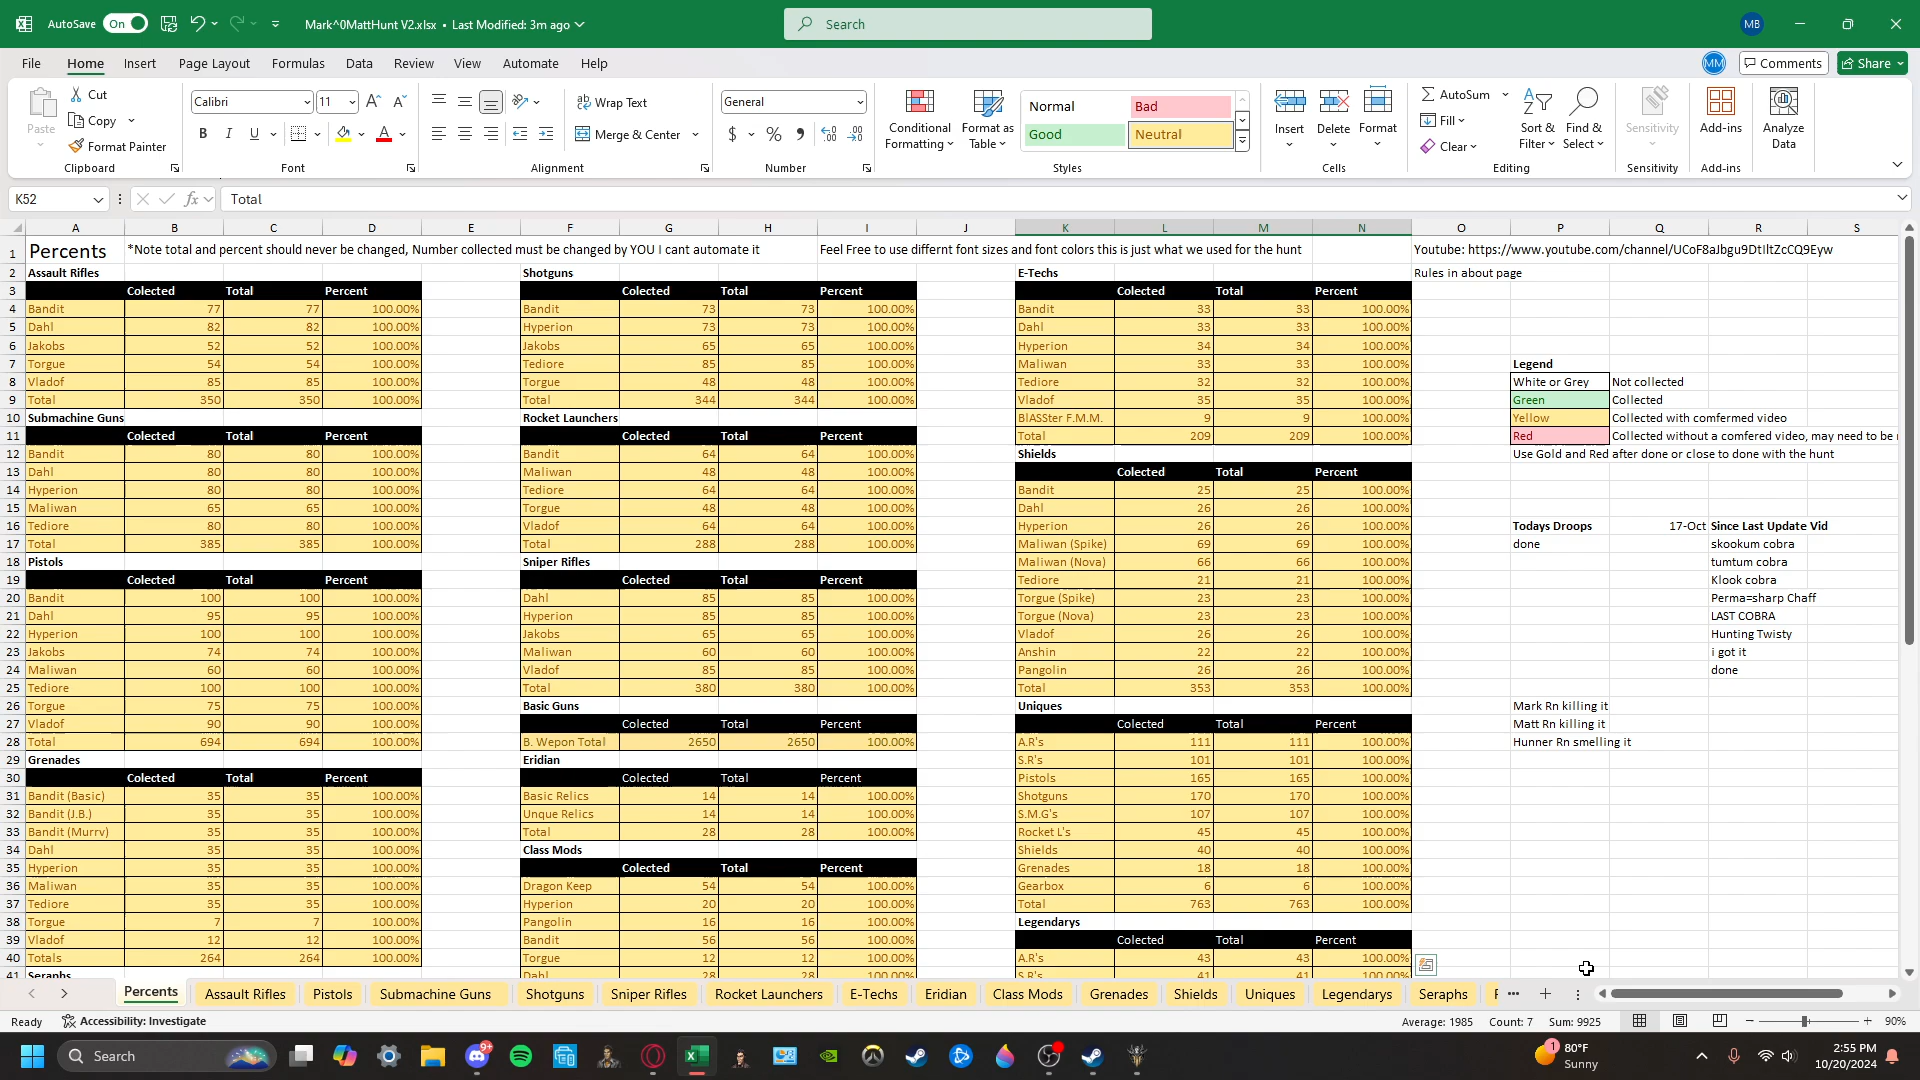 AutoSave On Mark^0MattHunt V2.xlsx • Last Modified: 3m ago Search MB
File Home Insert Page Layout Formulas Data Review View Automate Help MM Comments Share
Paste Cut Copy Format Painter Clipboard
Calibri 11 B I U A Font
Wrap Text Merge & Center Alignment
General $ % , Number
Conditional Formatting Format as Table Normal Bad Good Neutral Styles
Insert Delete Format Cells
AutoSum Fill Clear Sort & Filter Find & Select Editing
Sensitivity Sensitivity
Add-ins Add-ins
Analyze Data
K52 fx Total
A B C D E F G H I J K L M N O P Q R S
1 Percents *Note total and percent should never be changed, Number collected must be changed by YOU I cant automate it Feel Free to use differnt font sizes and font colors this is just what we used for the hunt Youtube: https://www.youtube.com/channel/UCoF8aJbgu9DtIltZcCQ9Eyw
2 Assault Rifles Shotguns E-Techs Rules in about page
3 Colected Total Percent Colected Total Percent Colected Total Percent
4 Bandit 77 77 100.00% Bandit 73 73 100.00% Bandit 33 33 100.00%
5 Dahl 82 82 100.00% Hyperion 73 73 100.00% Dahl 33 33 100.00%
6 Jakobs 52 52 100.00% Jakobs 65 65 100.00% Hyperion 34 34 100.00%
7 Torgue 54 54 100.00% Tediore 85 85 100.00% Maliwan 33 33 100.00% Legend
8 Vladof 85 85 100.00% Torgue 48 48 100.00% Tediore 32 32 100.00% White or Grey Not collected
9 Total 350 350 100.00% Total 344 344 100.00% Vladof 35 35 100.00% Green Collected
10 Submachine Guns Rocket Launchers BlASSter F.M.M. 9 9 100.00% Yellow Collected with comfermed video
11 Colected Total Percent Colected Total Percent Total 209 209 100.00% Red Collected without a comfered video, may need to be
12 Bandit 80 80 100.00% Bandit 64 64 100.00% Shields Use Gold and Red after done or close to done with the hunt
13 Dahl 80 80 100.00% Maliwan 48 48 100.00% Colected Total Percent
14 Hyperion 80 80 100.00% Tediore 64 64 100.00% Bandit 25 25 100.00%
15 Maliwan 65 65 100.00% Torgue 48 48 100.00% Dahl 26 26 100.00%
16 Tediore 80 80 100.00% Vladof 64 64 100.00% Hyperion 26 26 100.00% Todays Droops 17-Oct Since Last Update Vid
17 Total 385 385 100.00% Total 288 288 100.00% Maliwan (Spike) 69 69 100.00% done skookum cobra
18 Pistols Sniper Rifles Maliwan (Nova) 66 66 100.00% tumtum cobra
19 Colected Total Percent Colected Total Percent Tediore 21 21 100.00% Klook cobra
20 Bandit 100 100 100.00% Dahl 85 85 100.00% Torgue (Spike) 23 23 100.00% Perma=sharp Chaff
21 Dahl 95 95 100.00% Hyperion 85 85 100.00% Torgue (Nova) 23 23 100.00% LAST COBRA
22 Hyperion 100 100 100.00% Jakobs 65 65 100.00% Vladof 26 26 100.00% Hunting Twisty
23 Jakobs 74 74 100.00% Maliwan 60 60 100.00% Anshin 22 22 100.00% i got it
24 Maliwan 60 60 100.00% Vladof 85 85 100.00% Pangolin 26 26 100.00% done
25 Tediore 100 100 100.00% Total 380 380 100.00% Total 353 353 100.00%
26 Torgue 75 75 100.00% Basic Guns Uniques Mark Rn killing it
27 Vladof 90 90 100.00% Colected Total Percent Colected Total Percent Matt Rn killing it
28 Total 694 694 100.00% B. Wepon Total 2650 2650 100.00% A.R's 111 111 100.00% Hunner Rn smelling it
29 Grenades Eridian S.R's 101 101 100.00%
30 Colected Total Percent Colected Total Percent Pistols 165 165 100.00%
31 Bandit (Basic) 35 35 100.00% Basic Relics 14 14 100.00% Shotguns 170 170 100.00%
32 Bandit (J.B.) 35 35 100.00% Unque Relics 14 14 100.00% S.M.G's 107 107 100.00%
33 Bandit (Murrv) 35 35 100.00% Total 28 28 100.00% Rocket L's 45 45 100.00%
34 Dahl 35 35 100.00% Class Mods Shields 40 40 100.00%
35 Hyperion 35 35 100.00% Colected Total Percent Grenades 18 18 100.00%
36 Maliwan 35 35 100.00% Dragon Keep 54 54 100.00% Gearbox 6 6 100.00%
37 Tediore 35 35 100.00% Hyperion 20 20 100.00% Total 763 763 100.00%
38 Torgue 7 7 100.00% Pangolin 16 16 100.00% Legendarys
39 Vladof 12 12 100.00% Bandit 56 56 100.00% Colected Total Percent
40 Totals 264 264 100.00% Torgue 12 12 100.00% A.R's 43 43 100.00%
41 Seraphs Dahl 28 28 100.00% S.R's 41 41 100.00%
Percents Assault Rifles Pistols Submachine Guns Shotguns Sniper Rifles Rocket Launchers E-Techs Eridian Class Mods Grenades Shields Uniques Legendarys Seraphs
Ready Accessibility: Investigate Average: 1985 Count: 7 Sum: 9925 90%
Search 9+ 1 80°F Sunny 2:55 PM 10/20/2024